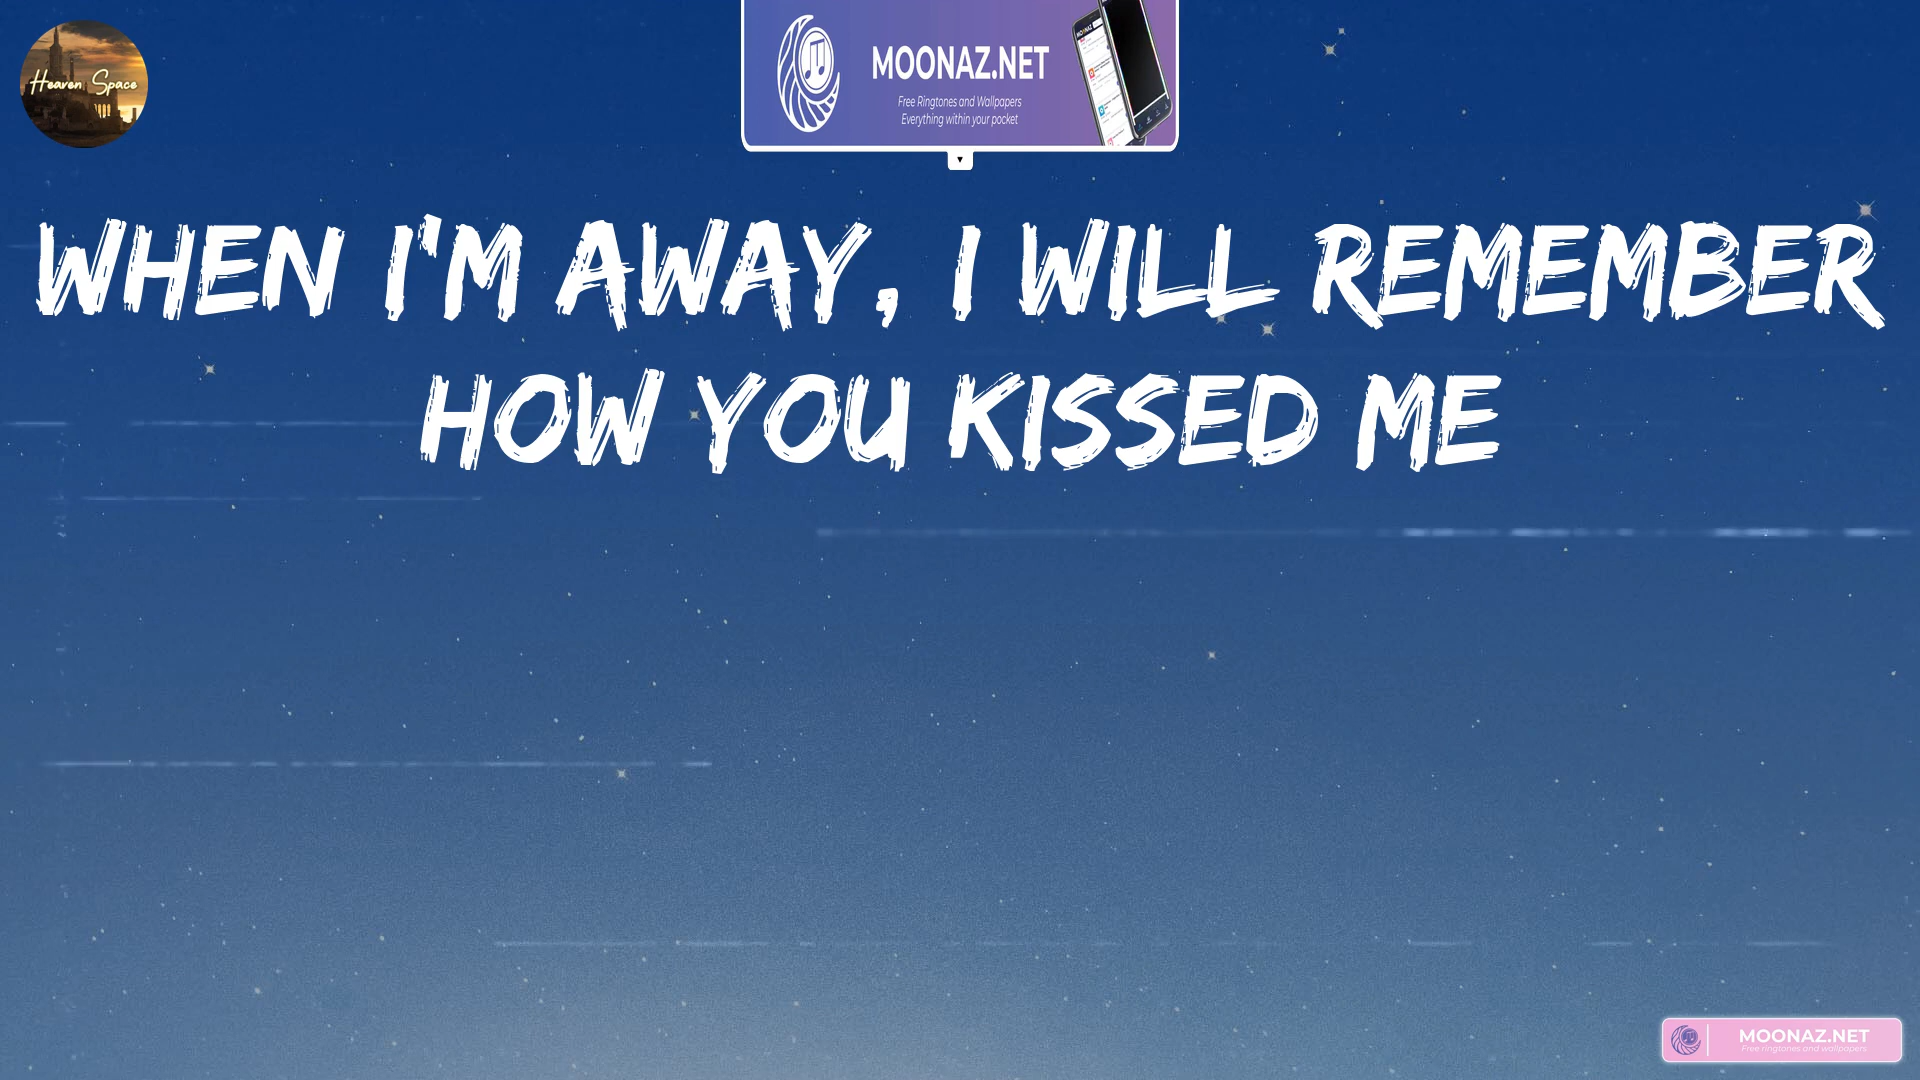 Heaven Space
MOONAZ.NET
Free Ringtones and Wallpapers
Everything within your pocket
WHEN I'M AWAY, I WILL REMEMBER
HOW YOU KISSED ME
MOONAZ.NET
Free ringtones and wallpapers